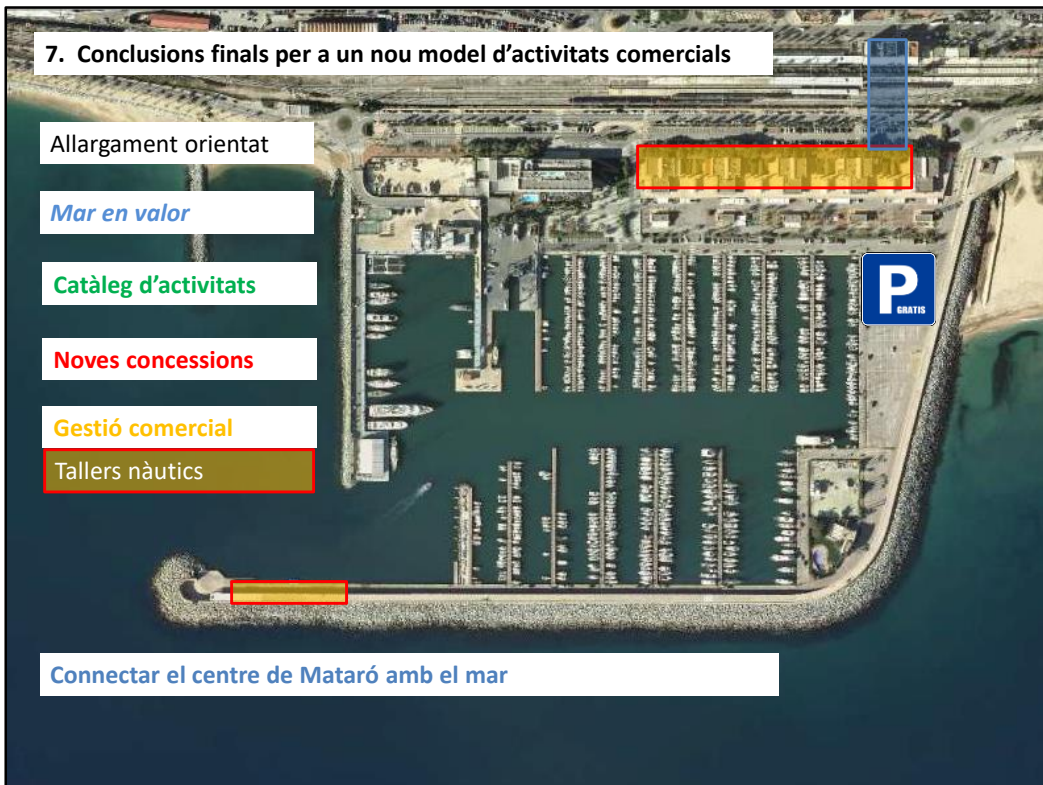 7. Conclusions finals per a un nou model d'activitats comercials
Allargament orientat
Mar en valor
Catàleg d'activitats
P
GRATIS
Noves concessions
Gestió comercial
Tallers nàutics
Connectar el centre de Mataró amb el mar